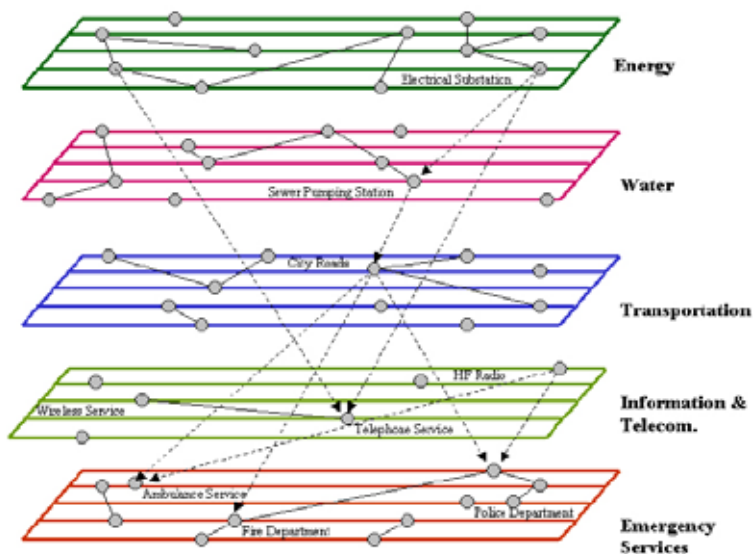 Electrical Substation
Energy
Sewer Pumping Station
Water
City Roads
Transportation
HF Radio
Wireless Service
Telephone Service
Information &
Telecom.
Ambulance Service
Police Department
Fire Department
Emergency
Services